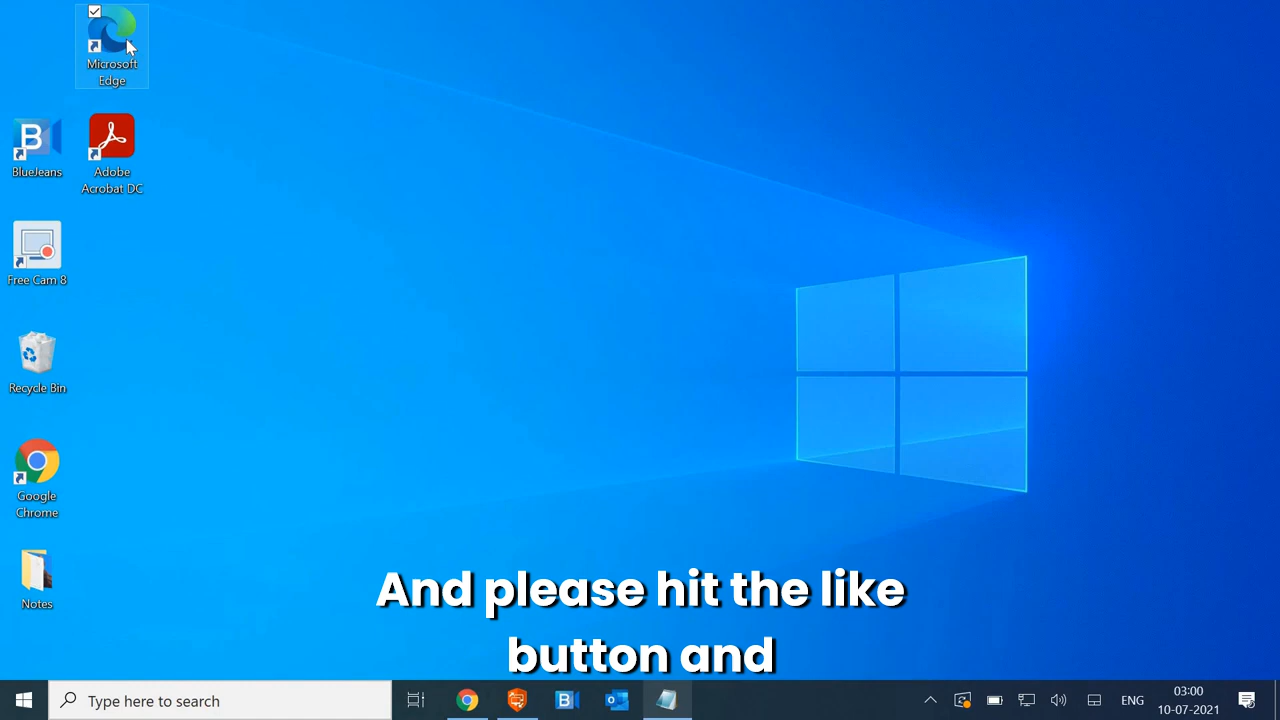 Microsoft
Edge
BlueJeans
Adobe
Acrobat DC
Free Cam 8
Recycle Bin
Google
Chrome
Notes
And please hit the like
button and
Type here to search
ENG
03:00
10-07-2021